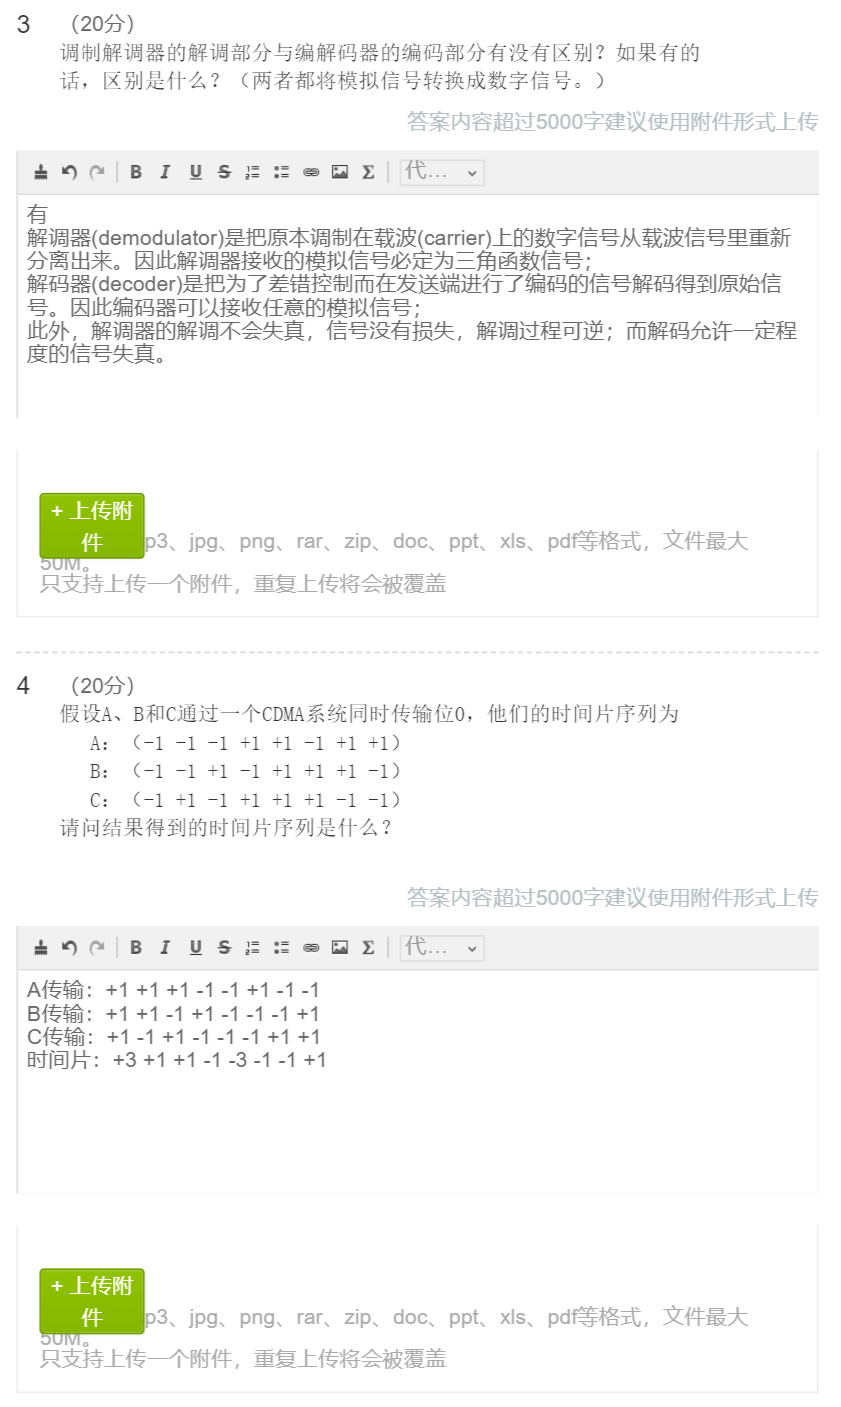 3 （20分）
调制解调器的解调部分与编解码器的编码部分有没有区别？如果有的
话，区别是什么？（两者都将模拟信号转换成数字信号。）
答案内容超过5000字建议使用附件形式上传
B I U S Σ 代...
有
解调器(demodulator)是把原本调制在载波(carrier)上的数字信号从载波信号里重新
分离出来。因此解调器接收的模拟信号必定为三角函数信号；
解码器(decoder)是把为了差错控制而在发送端进行了编码的信号解码得到原始信
号。因此编码器可以接收任意的模拟信号；
此外，解调器的解调不会失真，信号没有损失，解调过程可逆；而解码允许一定程
度的信号失真。
+ 上传附
件
p3、jpg、png、rar、zip、doc、ppt、xls、pdf等格式，文件最大
50M。
只支持上传一个附件，重复上传将会被覆盖
4 （20分）
假设A、B和C通过一个CDMA系统同时传输位0，他们的时间片序列为
A：（-1 -1 -1 +1 +1 -1 +1 +1）
B：（-1 -1 +1 -1 +1 +1 +1 -1）
C：（-1 +1 -1 +1 +1 +1 -1 -1）
请问结果得到的时间片序列是什么？
答案内容超过5000字建议使用附件形式上传
B I U S Σ 代...
A传输：+1 +1 +1 -1 -1 +1 -1 -1
B传输：+1 +1 -1 +1 -1 -1 -1 +1
C传输：+1 -1 +1 -1 -1 -1 +1 +1
时间片：+3 +1 +1 -1 -3 -1 -1 +1
+ 上传附
件
p3、jpg、png、rar、zip、doc、ppt、xls、pdf等格式，文件最大
50M。
只支持上传一个附件，重复上传将会被覆盖